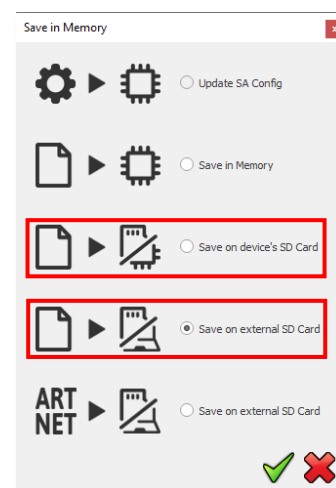 Save in Memory
x
Update SA Config
Save in Memory
Save on device's SD Card
Save on external SD Card
ART
NET
Save on external SD Card